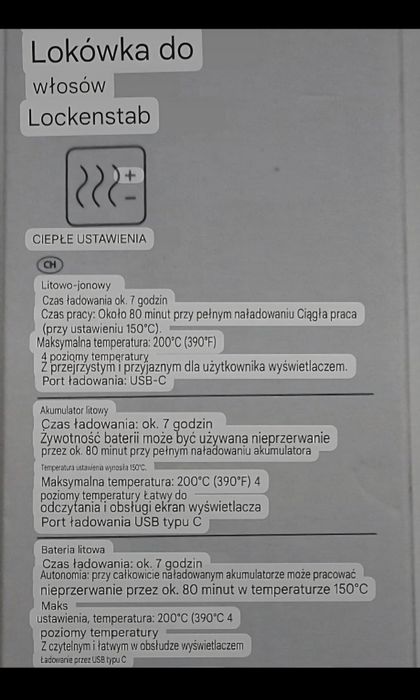 Lokówka do
włosów
Lockenstab
+
−
CIEPŁE USTAWIENIA
CH
Litowo-jonowy
Czas ładowania ok. 7 godzin
Czas pracy: Około 80 minut przy pełnym naładowaniu Ciągła praca
(przy ustawieniu 150°C).
Maksymalna temperatura: 200°C (390°F)
4 poziomy temperatury
Z przejrzystym i przyjaznym dla użytkownika wyświetlaczem.
Port ładowania: USB-C
Akumulator litowy
Czas ładowania: ok. 7 godzin
Żywotność baterii może być używana nieprzerwanie
przez ok. 80 minut przy pełnym naładowaniu akumulatora
Temperatura ustawienia wynosiła 150°C.
Maksymalna temperatura: 200°C (390°F) 4
poziomy temperatury Łatwy do
odczytania i obsługi ekran wyświetlacza
Port ładowania USB typu C
Bateria litowa
Czas ładowania: ok. 7 godzin
Autonomia: przy całkowicie naładowanym akumulatorze może pracować
nieprzerwanie przez ok. 80 minut w temperaturze 150°C
Maks
ustawienia, temperatura: 200°C (390°C 4
poziomy temperatury
Z czytelnym i łatwym w obsłudze wyświetlaczem
Ładowanie przez USB typu C